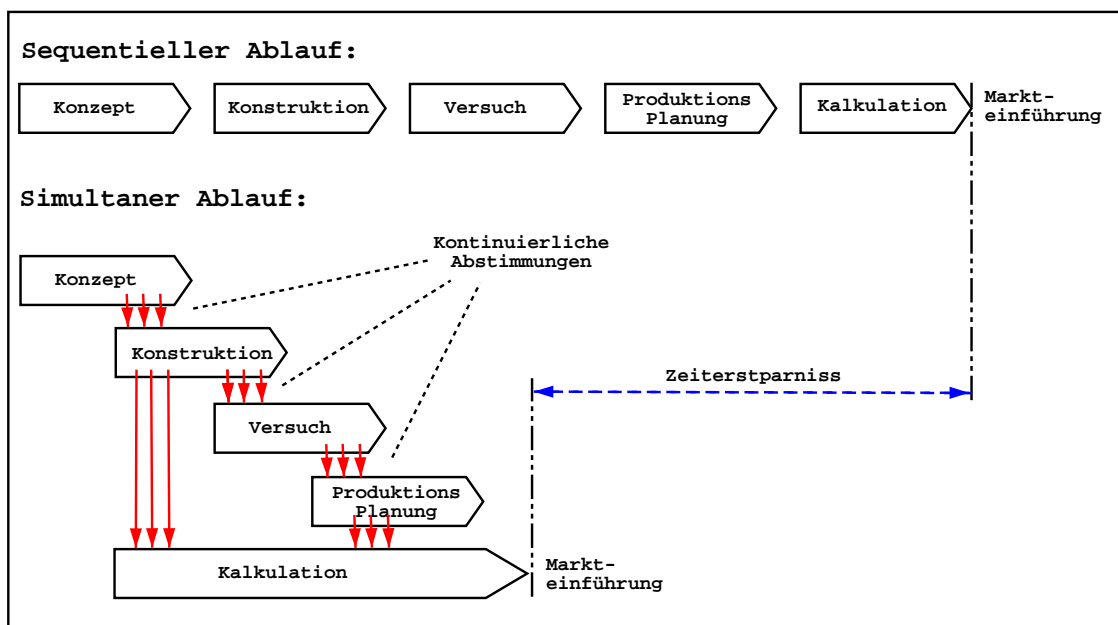 Sequentieller Ablauf:
Konzept
Konstruktion
Versuch
Produktions
Planung
Kalkulation
Markt-
einführung
Simultaner Ablauf:
Kontinuierliche
Abstimmungen
Konzept
Konstruktion
Zeiterstparniss
Versuch
Produktions
Planung
Kalkulation
Markt-
einführung